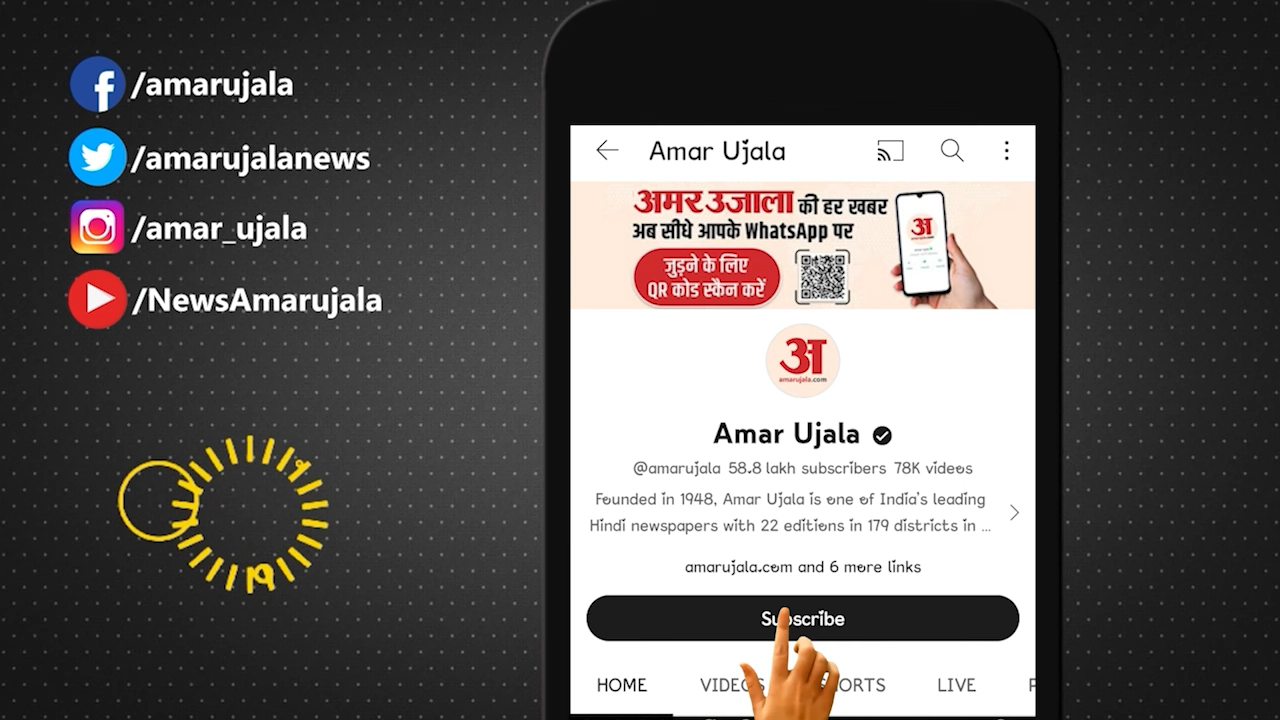 /amarujala
/amarujalanews
/amar_ujala
/NewsAmarujala
Amar Ujala
अमर उजाला की हर खबर
अब सीधे आपके WhatsApp पर
जुड़ने के लिए
QR कोड स्कैन करें
अ
अ
amarujala.com
Amar Ujala
@amarujala 58.8 lakh subscribers 78K videos
Founded in 1948, Amar Ujala is one of India's leading
Hindi newspapers with 22 editions in 179 districts in ...
amarujala.com and 6 more links
Subscribe
HOME VIDEOS SHORTS LIVE